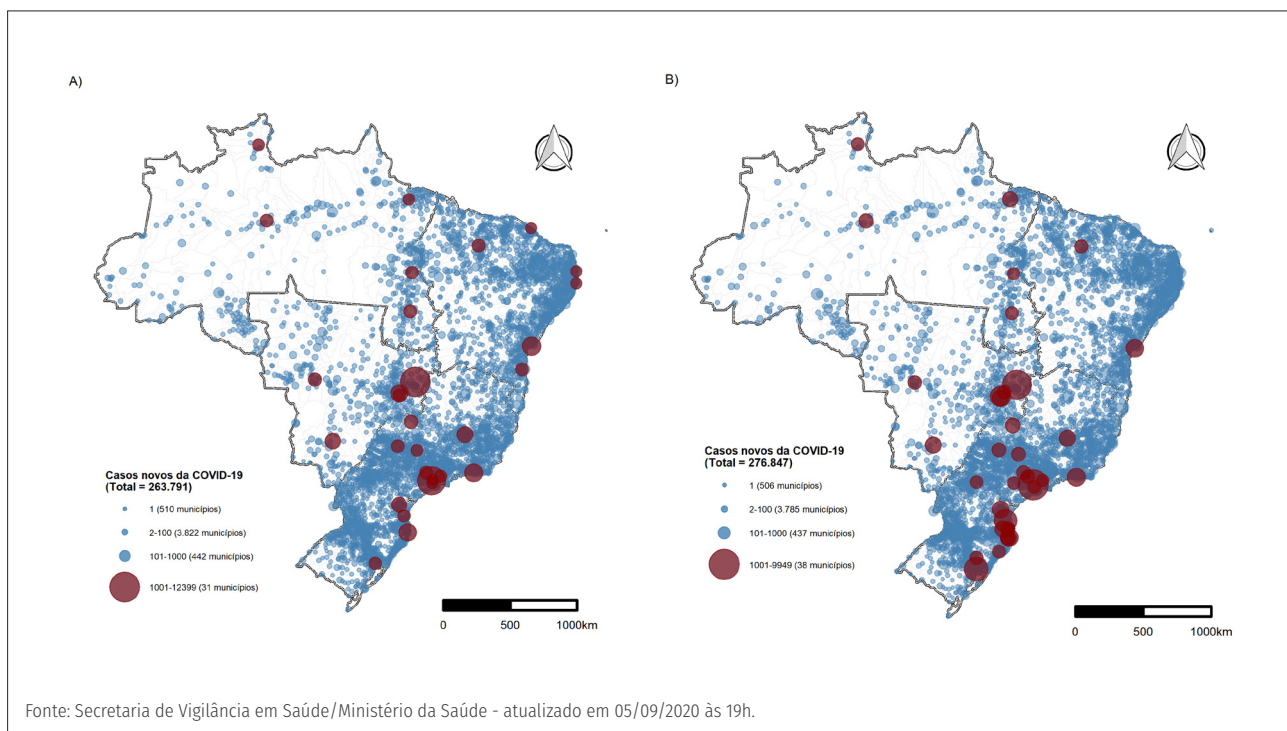 A)
Casos novos da COVID-19
(Total = 263.791)
1 (510 municípios)
2-100 (3.822 municípios)
101-1000 (442 municípios)
1001-12399 (31 municípios)
0 500 1000km
B)
Casos novos da COVID-19
(Total = 276.847)
1 (506 municípios)
2-100 (3.785 municípios)
101-1000 (437 municípios)
1001-9949 (38 municípios)
0 500 1000km
Fonte: Secretaria de Vigilância em Saúde/Ministério da Saúde - atualizado em 05/09/2020 às 19h.